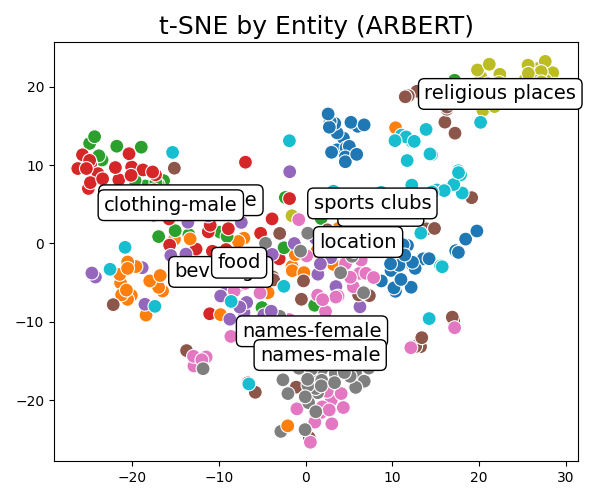 t-SNE by Entity (ARBERT)
20
10
0
−10
−20
religious places
clothing-male
e
sports clubs
location
food
bev
names-female
names-male
−20
−10
0
10
20
30